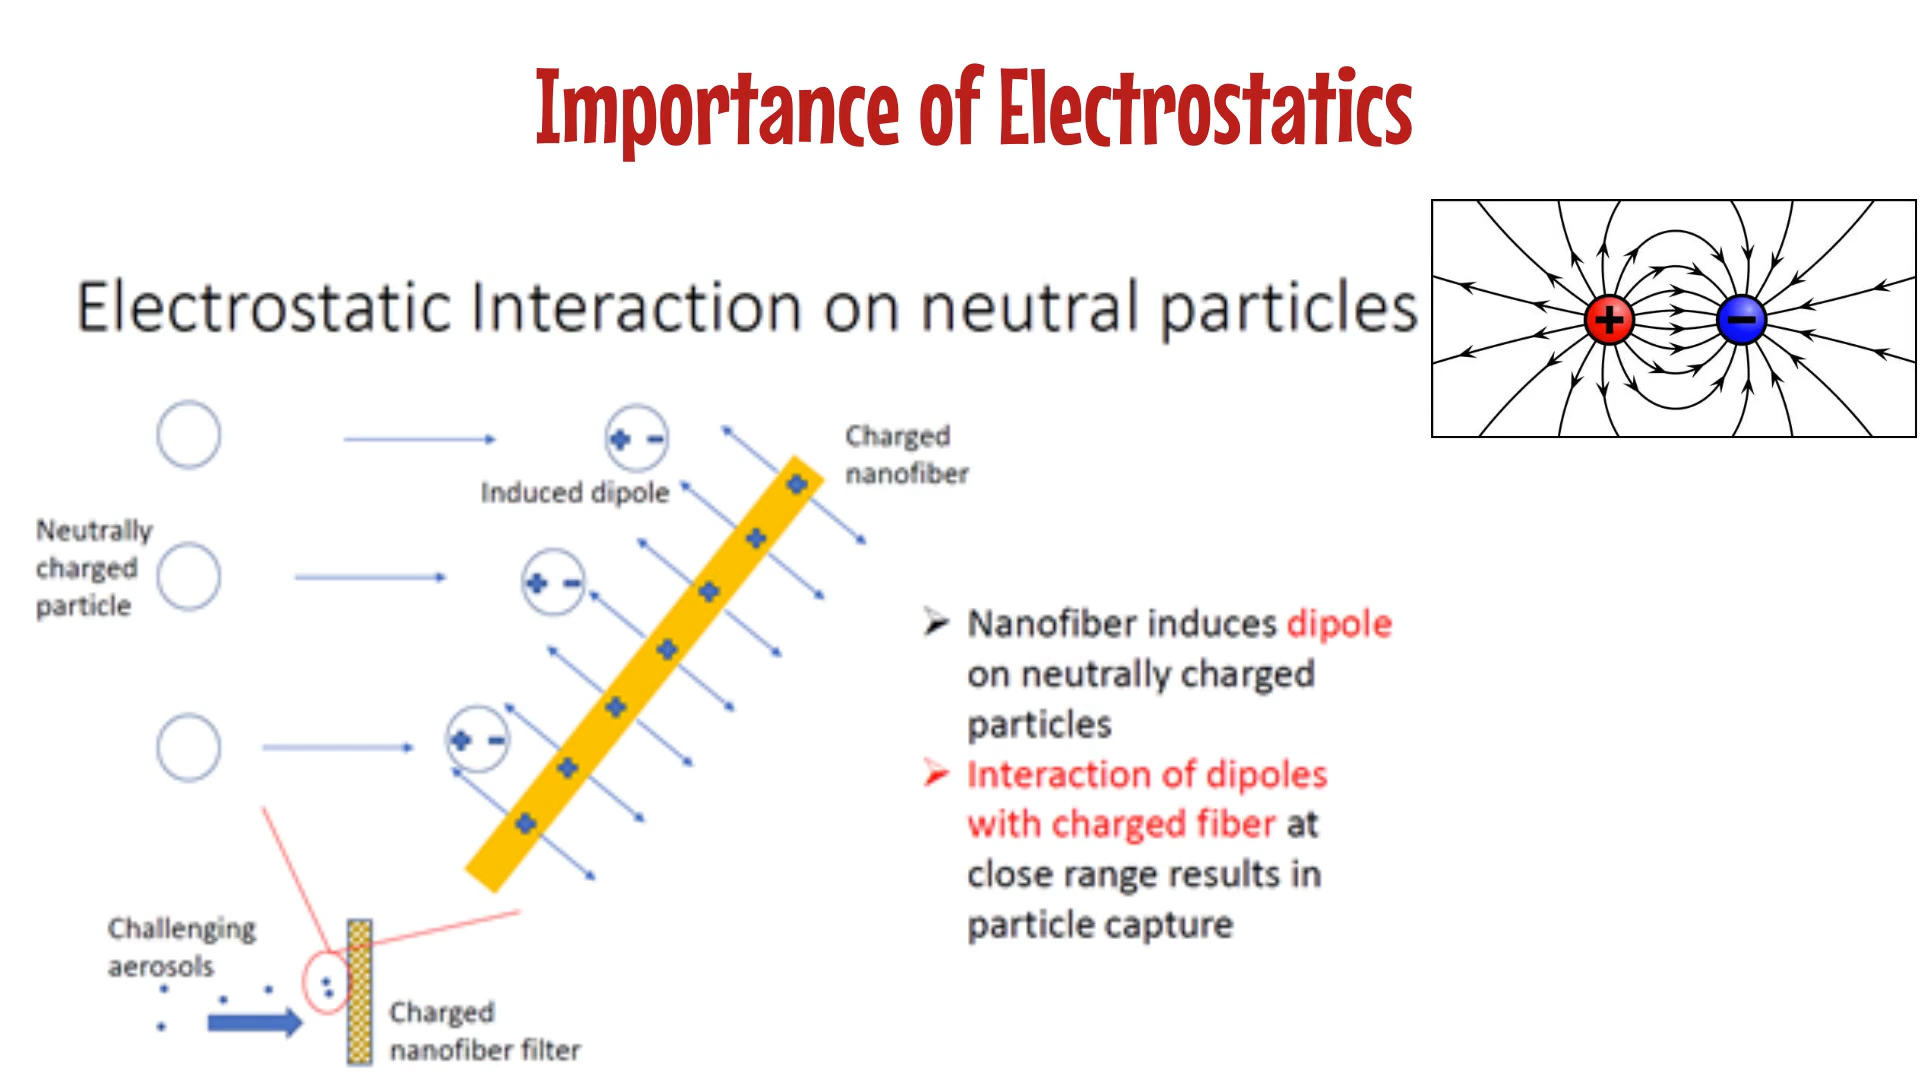 Importance of Electrostatics
Electrostatic Interaction on neutral particles
+ −
Charged
nanofiber
+ −
Induced dipole
Neutrally
charged
particle
+ −
+ −
+
+
+
+
+
+
+
➢ Nanofiber induces dipole
on neutrally charged
particles
➢ Interaction of dipoles
with charged fiber at
close range results in
particle capture
Challenging
aerosols
Charged
nanofiber filter